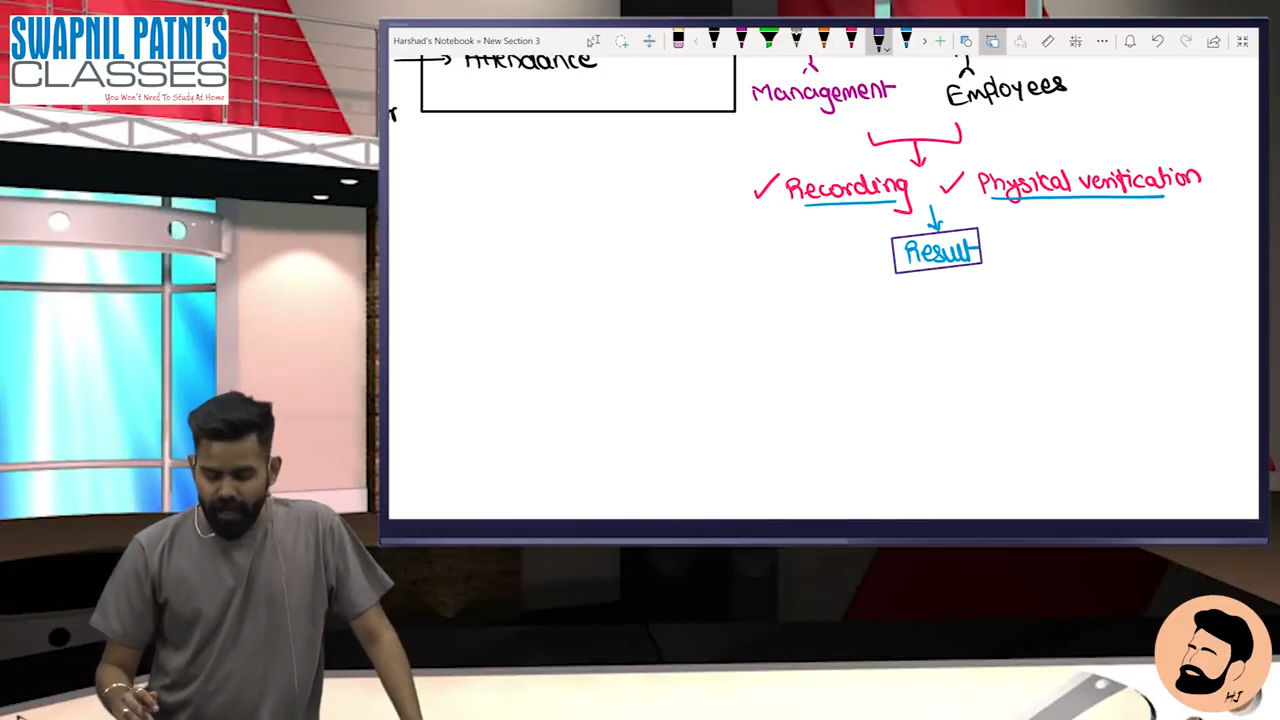 SWAPNIL PATNI'S
CLASSES
You Won't Need To Study At Home
Harshad's Notebook » New Section 3
Attendance
Management
Employees
Recording
Physical verification
Result
HJ